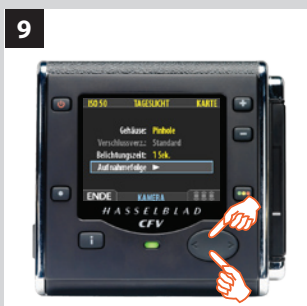 9
ISO 50 TAGESLICHT KARTE
Gehäuse: Pinhole
Verschlussverz.: Standard
Belichtungszeit: 1 Sek.
Aufnahmefolge
ENDE KAMERA
HASSELBLAD
CFV
i